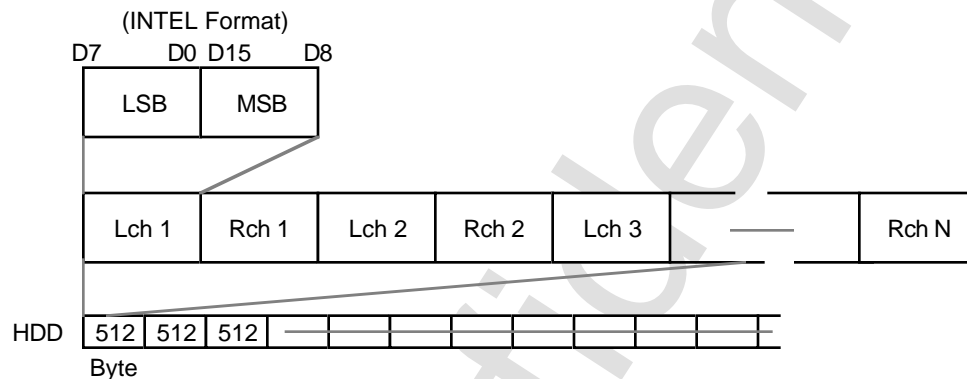 (INTEL Format)
D7 D0 D15 D8
LSB MSB
Lch 1 Rch 1 Lch 2 Rch 2 Lch 3 Rch N
HDD 512 512 512
Byte